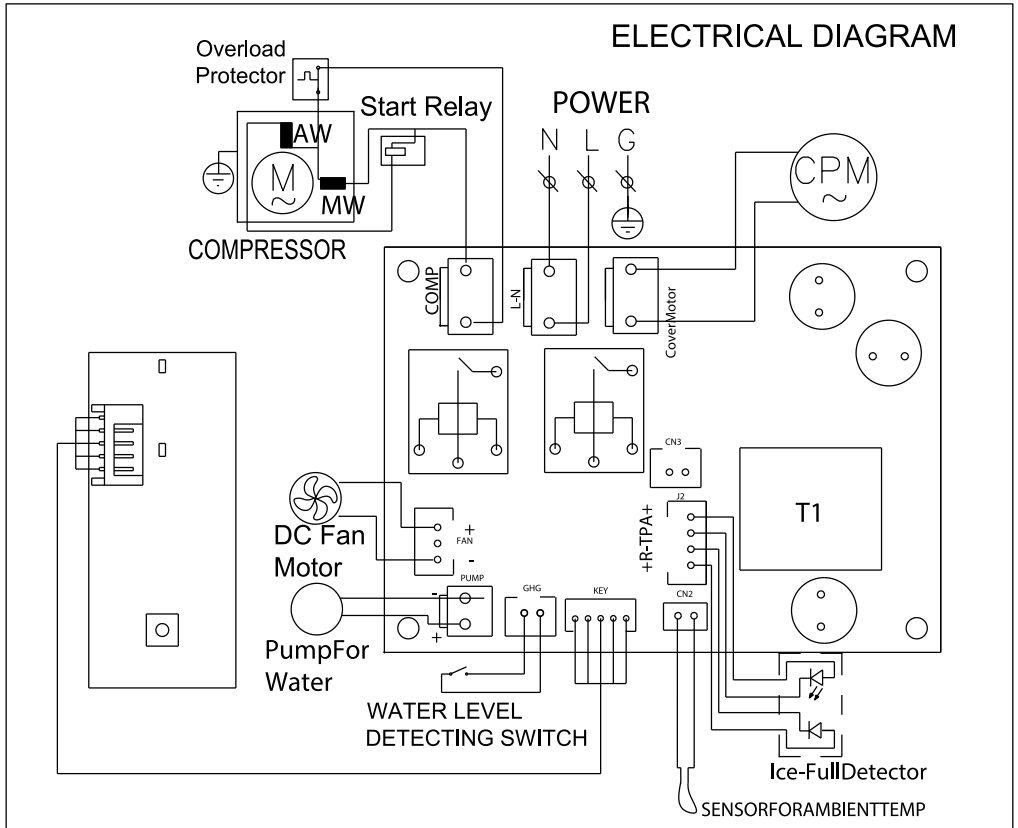 ELECTRICAL DIAGRAM
Overload
Protector
Start Relay
POWER
N L G
AW
M
~
MW
CPM
~
COMPRESSOR
COMP
L-N
CoverMotor
CN3
J2
+R-TPA+
T1
DC Fan
Motor
+
FAN
-
PUMP
-
+
GHG
KEY
CN2
PumpFor
Water
WATER LEVEL
DETECTING SWITCH
Ice-FullDetector
SENSORFORAMBIENTTEMP